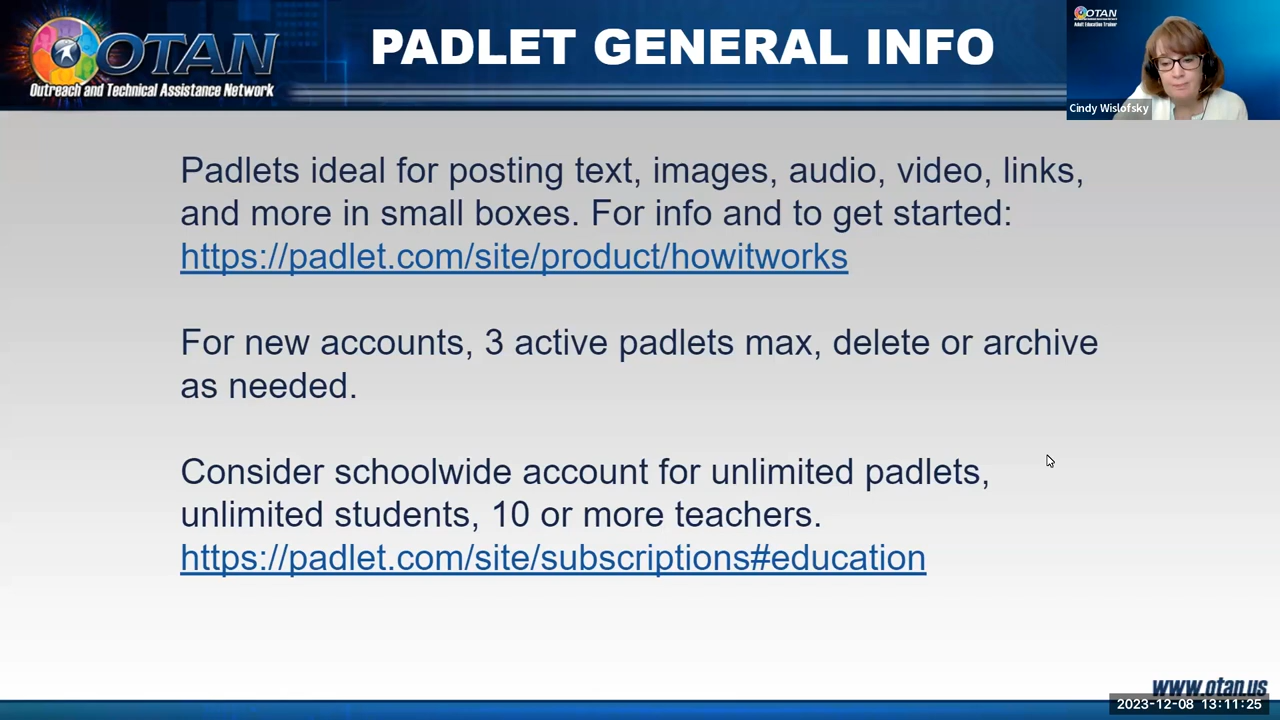 OTAN
Outreach and Technical Assistance Network
PADLET GENERAL INFO
OTAN
Adult Education Trainer
Cindy Wislofsky
Padlets ideal for posting text, images, audio, video, links,
and more in small boxes. For info and to get started:
https://padlet.com/site/product/howitworks
For new accounts, 3 active padlets max, delete or archive
as needed.
Consider schoolwide account for unlimited padlets,
unlimited students, 10 or more teachers.
https://padlet.com/site/subscriptions#education
www.otan.us
2023-12-08 13:11:25